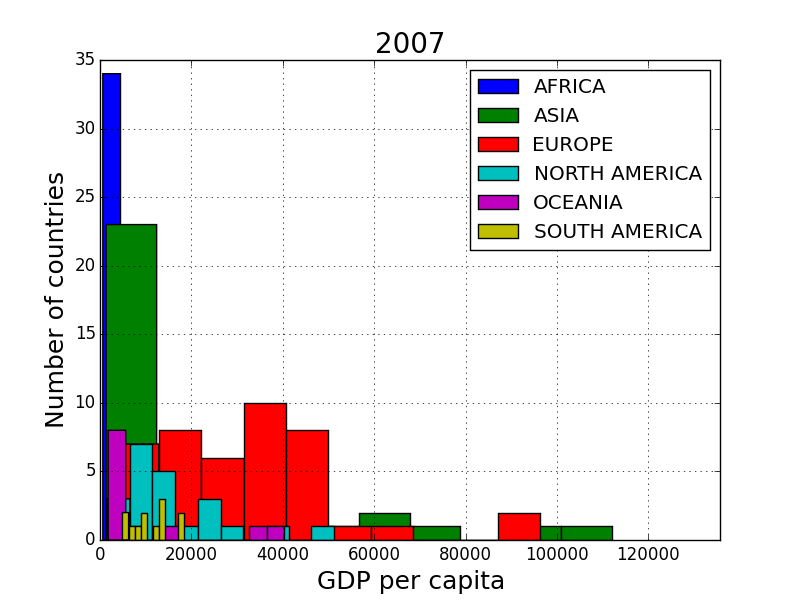 2007
35
30
25
20
15
10
5
0
Number of countries
AFRICA
ASIA
EUROPE
NORTH AMERICA
OCEANIA
SOUTH AMERICA
0 20000 40000 60000 80000 100000 120000
GDP per capita